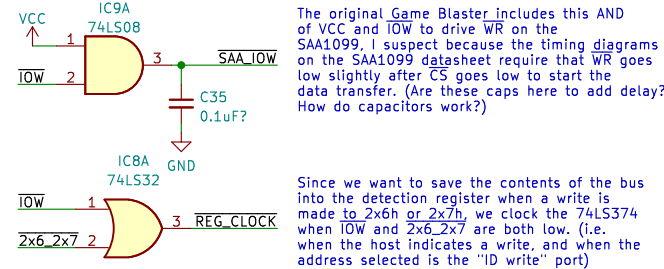 IC9A
74LS08
VCC
1
2
3
IOW
SAA_IOW
C35
0.1uF?
GND
The original Game Blaster includes this AND
of VCC and IOW to drive WR on the
SAA1099, I suspect because the timing diagrams
on the SAA1099 datasheet require that WR goes
low slightly after CS goes low to start the
data transfer. (Are these caps here to add delay?
How do capacitors work?)
IC8A
74LS32
IOW
1
2x6_2x7
2
3
REG_CLOCK
Since we want to save the contents of the bus
into the detection register when a write is
made to 2x6h or 2x7h, we clock the 74LS374
when IOW and 2x6_2x7 are both low. (i.e.
when the host indicates a write, and when the
address selected is the "ID write" port)